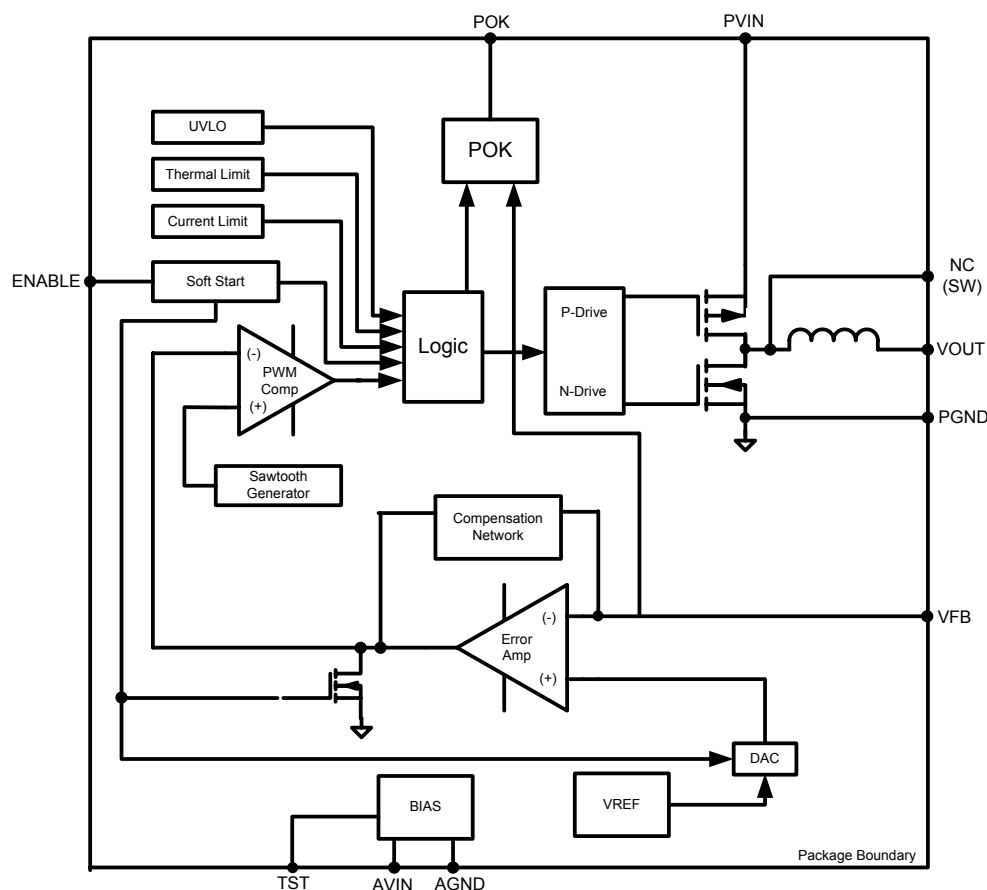 POK
PVIN
UVLO
POK
Thermal Limit
Current Limit
ENABLE
Soft Start
NC
(SW)
P-Drive
Logic
(-)
PWM
Comp
(+)
VOUT
N-Drive
PGND
Sawtooth
Generator
Compensation
Network
(-)
VFB
Error
Amp
(+)
DAC
BIAS
VREF
Package Boundary
TST
AVIN
AGND